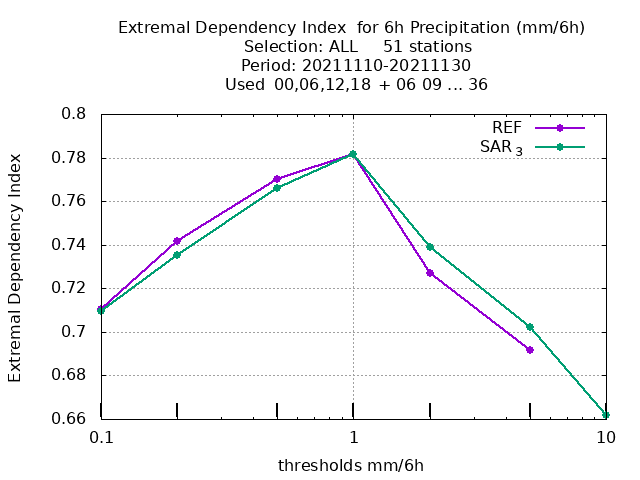 Extremal Dependency Index  for 6h Precipitation (mm/6h)
Selection: ALL     51 stations
Period: 20211110-20211130
Used  00,06,12,18  + 06 09 ... 36
REF
SAR 3
Extremal Dependency Index
0.8
0.78
0.76
0.74
0.72
0.7
0.68
0.66
0.1
1
10
thresholds mm/6h